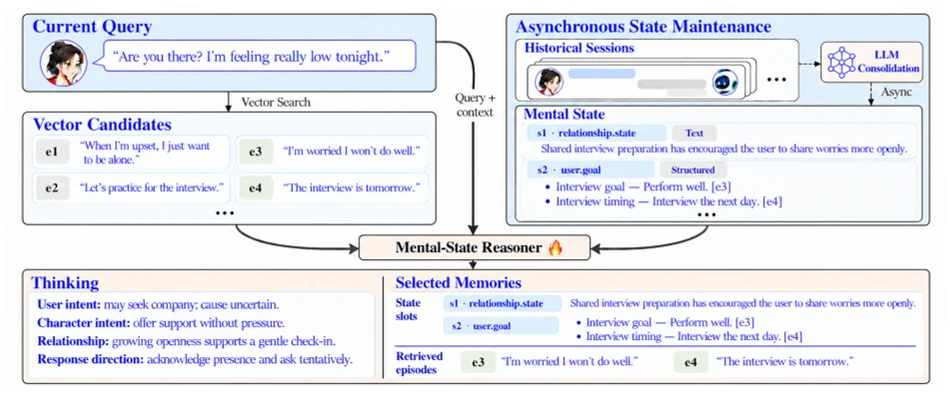 Current Query
“Are you there? I'm feeling really low tonight.”
Vector Search
Vector Candidates
e1
“When I'm upset, I just want
to be alone.”
e3
“I'm worried I won't do well.”
e2
“Let's practice for the interview.”
e4
“The interview is tomorrow.”
...
Query +
context
Asynchronous State Maintenance
Historical Sessions
...
LLM
Consolidation
Async
Mental State
s1 · relationship.state
Text
Shared interview preparation has encouraged the user to share worries more openly.
s2 · user.goal
Structured
• Interview goal — Perform well. [e3]
• Interview timing — Interview the next day. [e4]
...
Mental-State Reasoner 🔥
Thinking
User intent: may seek company; cause uncertain.
Character intent: offer support without pressure.
Relationship: growing openness supports a gentle check-in.
Response direction: acknowledge presence and ask tentatively.
Selected Memories
State
slots
s1 · relationship.state
Shared interview preparation has encouraged the user to share worries more openly.
s2 · user.goal
• Interview goal — Perform well. [e3]
• Interview timing — Interview the next day. [e4]
Retrieved
episodes
e3
“I'm worried I won't do well.”
e4
“The interview is tomorrow.”